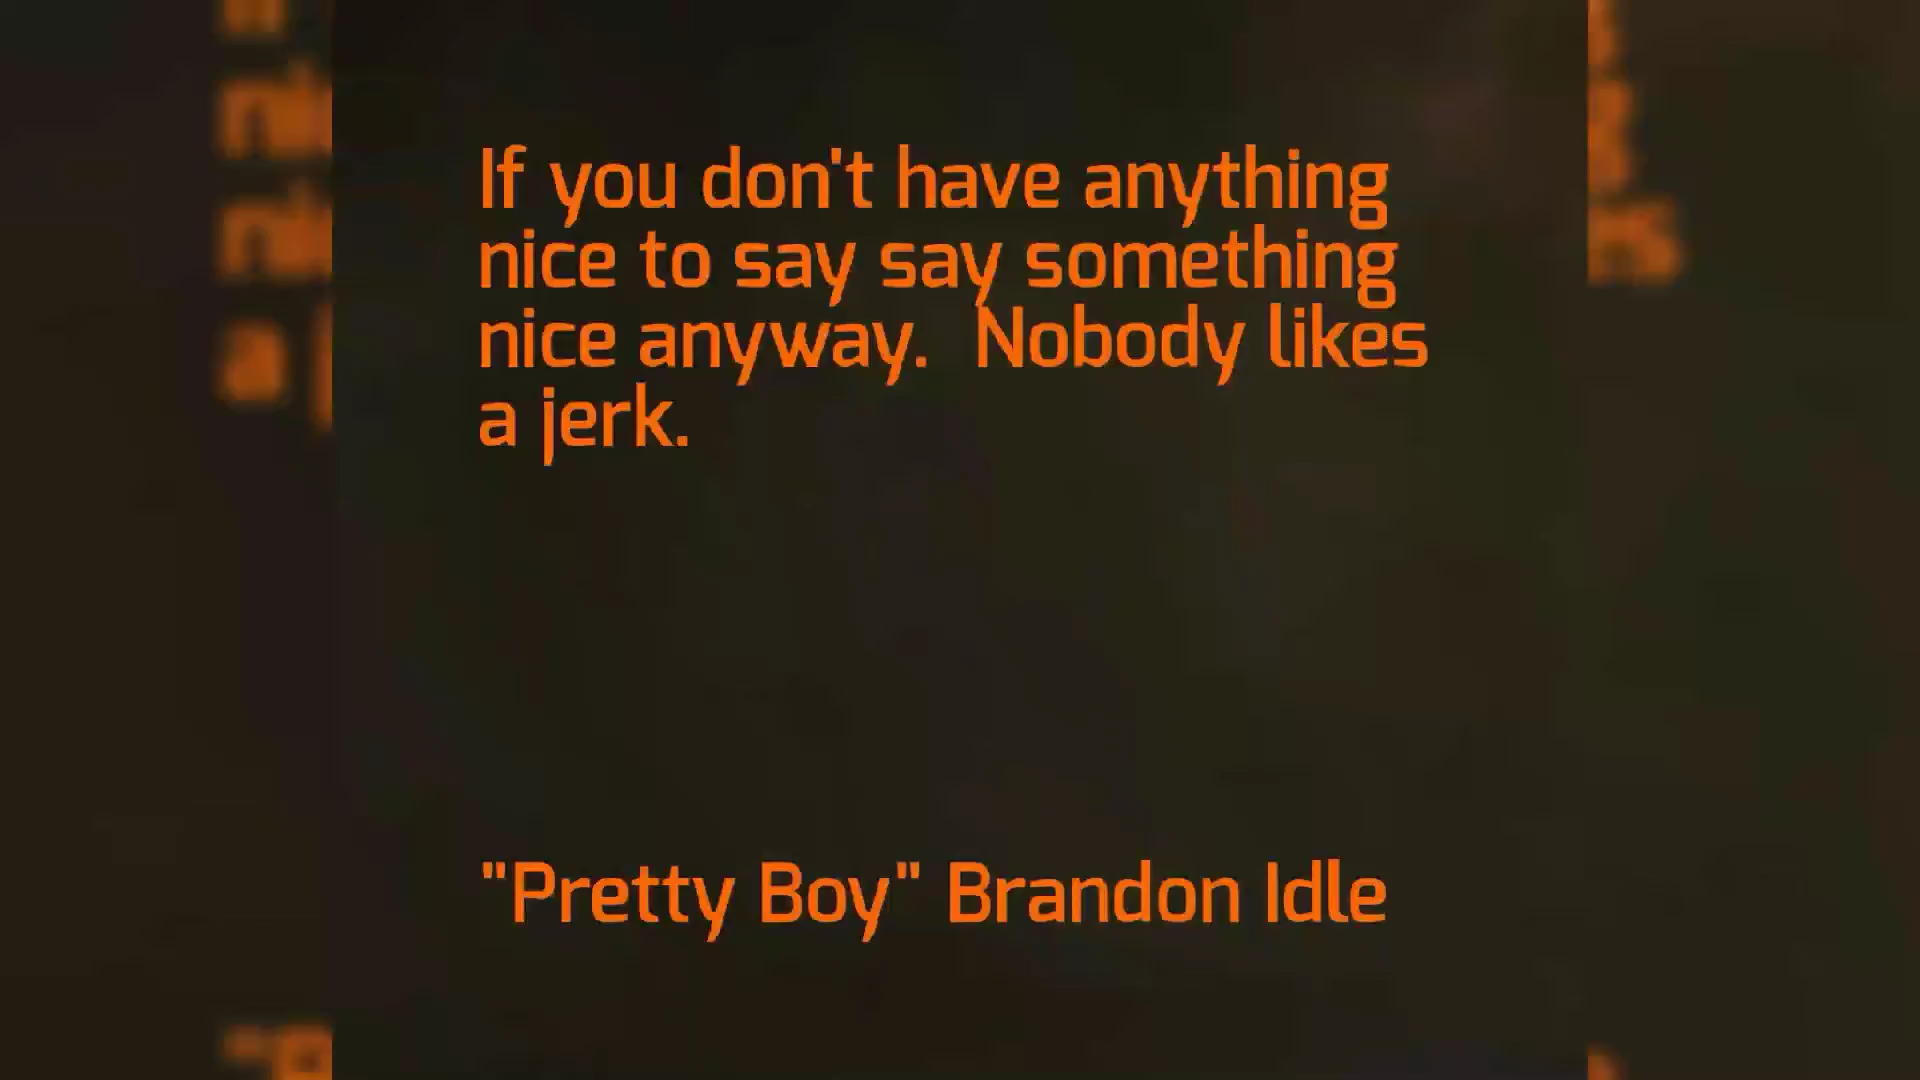 If you don't have anything
nice to say say something
nice anyway.  Nobody likes
a jerk.
"Pretty Boy" Brandon Idle